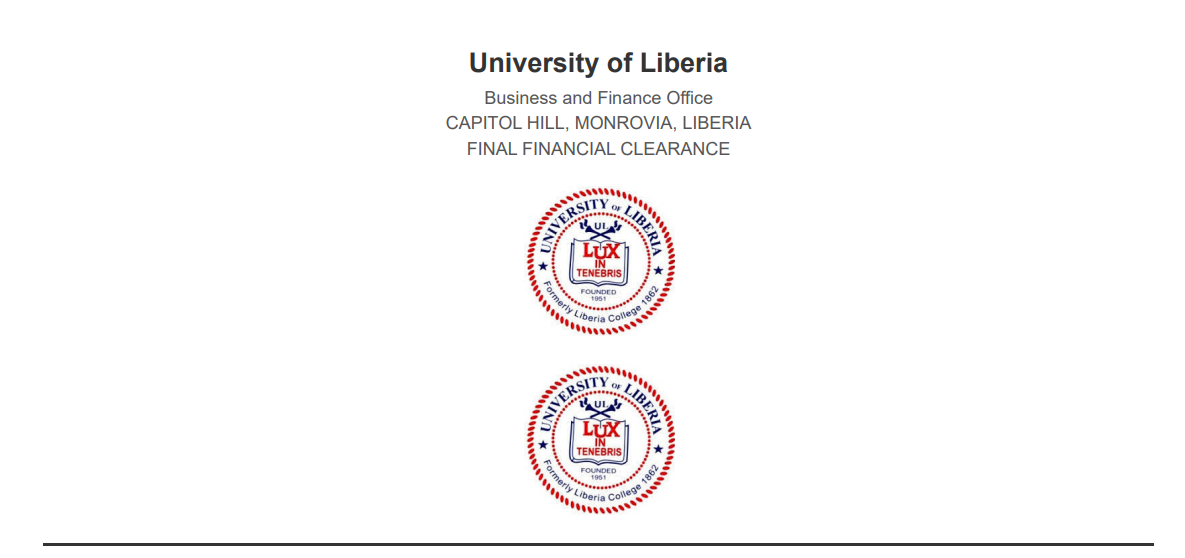 University of Liberia
Business and Finance Office
CAPITOL HILL, MONROVIA, LIBERIA
FINAL FINANCIAL CLEARANCE
UNIVERSITY OF LIBERIA
UL
LUX
IN
TENEBRIS
FOUNDED
1951
Formerly Liberia College 1862
UNIVERSITY OF LIBERIA
UL
LUX
IN
TENEBRIS
FOUNDED
1951
Formerly Liberia College 1862